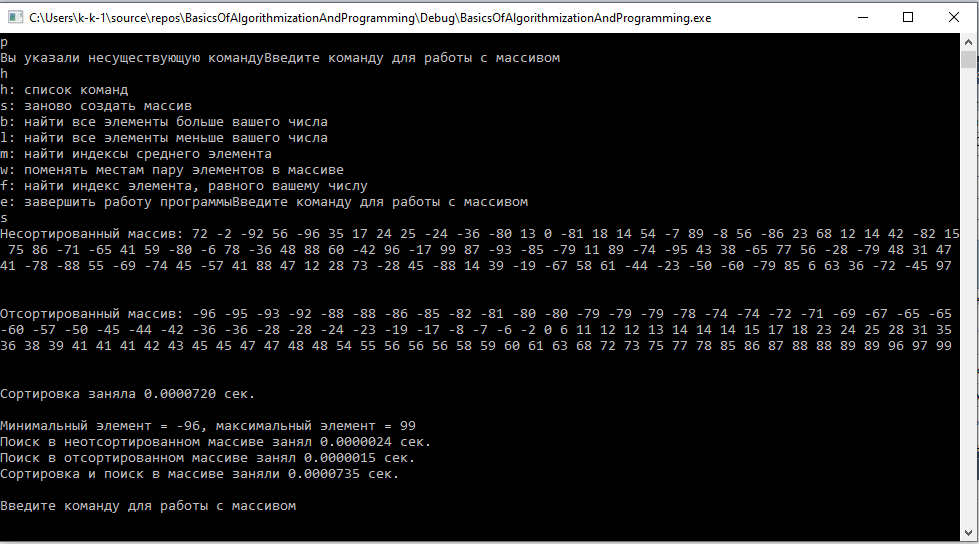 C:\Users\k-k-1\source\repos\BasicsOfAlgorithmizationAndProgramming\Debug\BasicsOfAlgorithmizationAndProgramming.exe
p
Вы указали несуществующую командуВведите команду для работы с массивом
h
h: список команд
s: заново создать массив
b: найти все элементы больше вашего числа
l: найти все элементы меньше вашего числа
m: найти индексы среднего элемента
w: поменять местам пару элементов в массиве
f: найти индекс элемента, равного вашему числу
e: завершить работу программыВведите команду для работы с массивом
s
Несортированный массив: 72 -2 -92 56 -96 35 17 24 25 -24 -36 -80 13 0 -81 18 14 54 -7 89 -8 56 -86 23 68 12 14 42 -82 15
75 86 -71 -65 41 59 -80 -6 78 -36 48 88 60 -42 96 -17 99 87 -93 -85 -79 11 89 -74 -95 43 38 -65 77 56 -28 -79 48 31 47
41 -78 -88 55 -69 -74 45 -57 41 88 47 12 28 73 -28 45 -88 14 39 -19 -67 58 61 -44 -23 -50 -60 -79 85 6 63 36 -72 -45 97
Отсортированный массив: -96 -95 -93 -92 -88 -88 -86 -85 -82 -81 -80 -80 -79 -79 -79 -78 -74 -74 -72 -71 -69 -67 -65 -65
-60 -57 -50 -45 -44 -42 -36 -36 -28 -28 -24 -23 -19 -17 -8 -7 -6 -2 0 6 11 12 12 13 14 14 14 15 17 18 23 24 25 28 31 35
36 38 39 41 41 41 42 43 45 45 47 47 48 48 54 55 56 56 56 58 59 60 61 63 68 72 73 75 77 78 85 86 87 88 88 89 89 96 97 99
Сортировка заняла 0.0000720 сек.
Минимальный элемент = -96, максимальный элемент = 99
Поиск в неотсортированном массиве занял 0.0000024 сек.
Поиск в отсортированном массиве занял 0.0000015 сек.
Сортировка и поиск в массиве заняли 0.0000735 сек.
Введите команду для работы с массивом